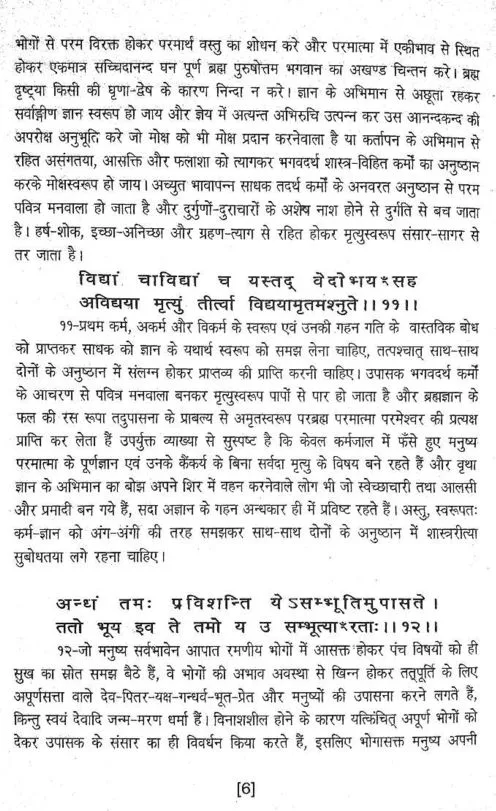 भोगों से परम विरक्त होकर परमार्थ वस्तु का शोधन करे और परमात्मा में एकीभाव से स्थित
होकर एकमात्र सच्चिदानन्द घन पूर्ण ब्रह्म पुरुषोत्तम भगवान का अखण्ड चिन्तन करे। ब्रह्म
दृष्ट्या किसी की घृणा-द्वेष के कारण निन्दा न करे। ज्ञान के अभिमान से अछूता रहकर
सर्वाङ्गीण ज्ञान स्वरूप हो जाय और ज्ञेय में अत्यन्त अभिरुचि उत्पन्न कर उस आनन्दकन्द की
अपरोक्ष अनुभूति करे जो मोक्ष को भी मोक्ष प्रदान करनेवाला है या कर्तापन के अभिमान से
रहित असंगतया, आसक्ति और फलाशा को त्यागकर भगवदर्थ शास्त्र-विहित कर्मों का अनुष्ठान
करके मोक्षस्वरूप हो जाय। अच्युत भावापन्न साधक तदर्थ कर्मों के अनवरत अनुष्ठान से परम
पवित्र मनवाला हो जाता है और दुर्गुणों-दुराचारों के अशेष नाश होने से दुर्गति से बच जाता
है। हर्ष-शोक, इच्छा-अनिच्छा और ग्रहण-त्याग से रहित होकर मृत्युस्वरूप संसार-सागर से
तर जाता है।
विद्यां चाविद्यां च यस्तद् वेदोभयꣳसह
अविद्यया मृत्युं तीर्त्वा विद्ययामृतमश्नुते।। ११।।
११-प्रथम कर्म, अकर्म और विकर्म के स्वरूप एवं उनकी गहन गति के वास्तविक बोध
को प्राप्तकर साधक को ज्ञान के यथार्थ स्वरूप को समझ लेना चाहिए, तत्पश्चात् साथ-साथ
दोनों के अनुष्ठान में संलग्न होकर प्राप्तव्य की प्राप्ति करनी चाहिए। उपासक भगवदर्थ कर्मों
के आचरण से पवित्र मनवाला बनकर मृत्युस्वरूप पापों से पार हो जाता है और ब्रह्मज्ञान के
फल की रस रूपा तदुपासना के प्राबल्य से अमृतस्वरूप परब्रह्म परमात्मा परमेश्वर की प्रत्यक्ष
प्राप्ति कर लेता हैं उपर्युक्त व्याख्या से सुस्पष्ट है कि केवल कर्मजाल में फँसे हुए मनुष्य
परमात्मा के पूर्णज्ञान एवं उनके कैंकर्य के बिना सर्वदा मृत्यु के विषय बने रहते हैं और वृथा
ज्ञान के अभिमान का बोझ अपने शिर में वहन करनेवाले लोग भी जो स्वेच्छाचारी तथा आलसी
और प्रमादी बन गये हैं, सदा अज्ञान के गहन अन्धकार ही में प्रविष्ट रहते हैं। अस्तु, स्वरूपतः
कर्म-ज्ञान को अंग-अंगी की तरह समझकर साथ-साथ दोनों के अनुष्ठान में शास्त्ररीत्या
सुबोधतया लगे रहना चाहिए।
अन्धं तमः प्रविशन्ति येऽसम्भूतिमुपासते।
ततो भूय इव ते तमो य उ सम्भूत्याꣳरताः।।१२।।
१२-जो मनुष्य सर्वभावेन आपात रमणीय भोगों में आसक्त होकर पंच विषयों को ही
सुख का स्रोत समझ बैठे हैं, वे भोगों की अभाव अवस्था से खिन्न होकर तत्पूर्ति के लिए
अपूर्णसत्ता वाले देव-पितर-यक्ष-गन्धर्व-भूत-प्रेत और मनुष्यों की उपासना करने लगते हैं,
किन्तु स्वयं देवादि जन्म-मरण धर्मा हैं। विनाशशील होने के कारण यत्किंचित् अपूर्ण भोगों को
देकर उपासक के संसार का ही विवर्धन किया करते हैं, इसलिए भोगासक्त मनुष्य अपनी
[6]